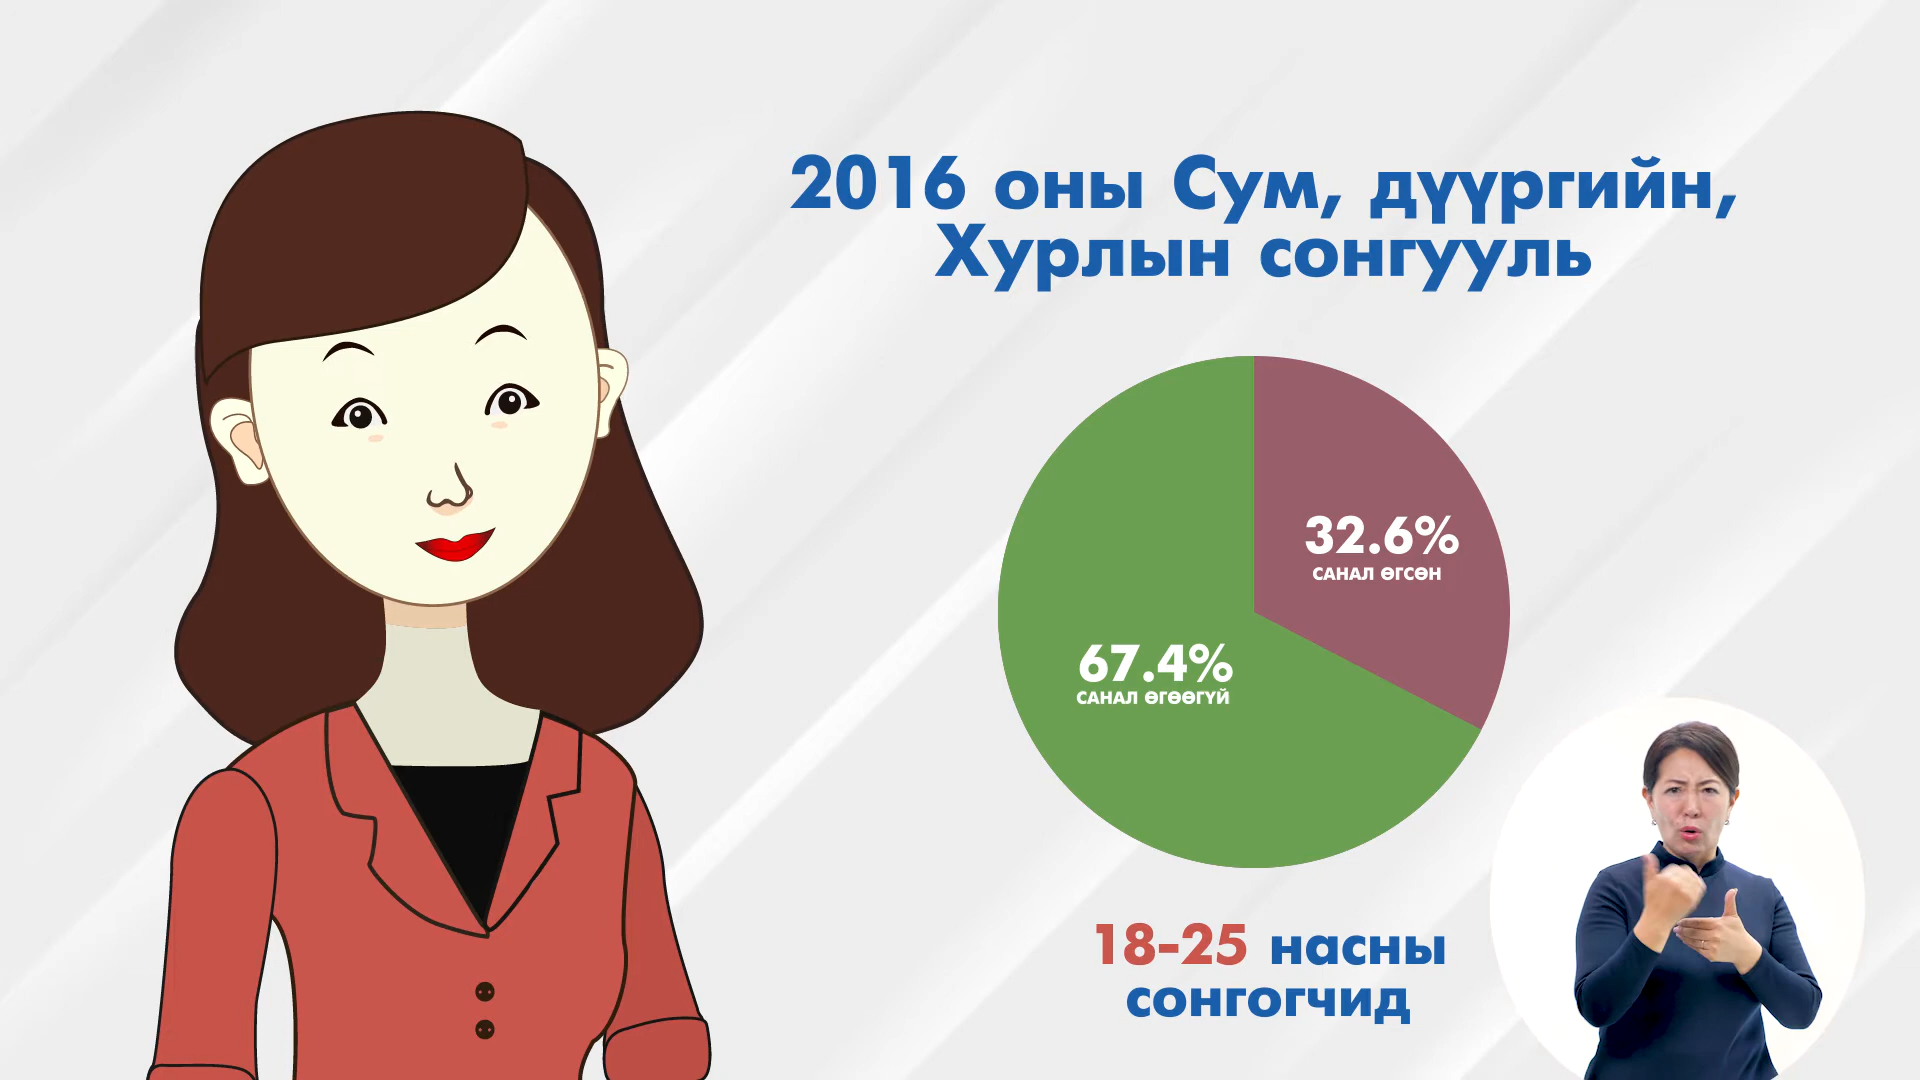 2016 оны Сум, дүүргийн,
Хурлын сонгууль
32.6%
САНАЛ ӨГСӨН
67.4%
САНАЛ ӨГӨӨГҮЙ
18-25 насны
сонгогчид